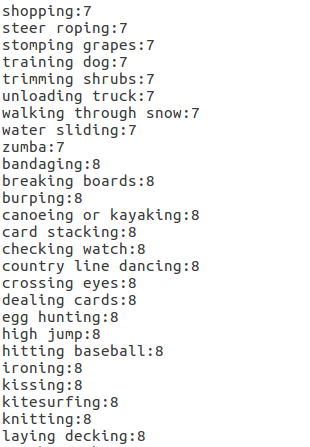 shopping:7
steer roping:7
stomping grapes:7
training dog:7
trimming shrubs:7
unloading truck:7
walking through snow:7
water sliding:7
zumba:7
bandaging:8
breaking boards:8
burping:8
canoeing or kayaking:8
card stacking:8
checking watch:8
country line dancing:8
crossing eyes:8
dealing cards:8
egg hunting:8
high jump:8
hitting baseball:8
ironing:8
kissing:8
kitesurfing:8
knitting:8
laying decking:8